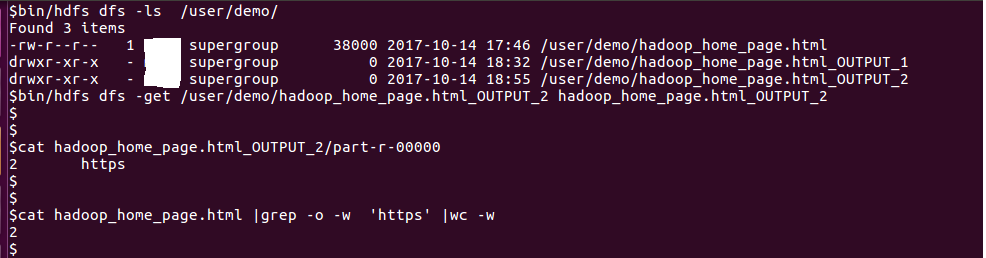 $bin/hdfs dfs -ls  /user/demo/
Found 3 items
-rw-r--r--   1      supergroup      38000 2017-10-14 17:46 /user/demo/hadoop_home_page.html
drwxr-xr-x   -      supergroup          0 2017-10-14 18:32 /user/demo/hadoop_home_page.html_OUTPUT_1
drwxr-xr-x   -      supergroup          0 2017-10-14 18:55 /user/demo/hadoop_home_page.html_OUTPUT_2
$bin/hdfs dfs -get /user/demo/hadoop_home_page.html_OUTPUT_2 hadoop_home_page.html_OUTPUT_2
$
$
$cat hadoop_home_page.html_OUTPUT_2/part-r-00000
2       https
$
$
$cat hadoop_home_page.html |grep -o -w  'https' |wc -w
2
$